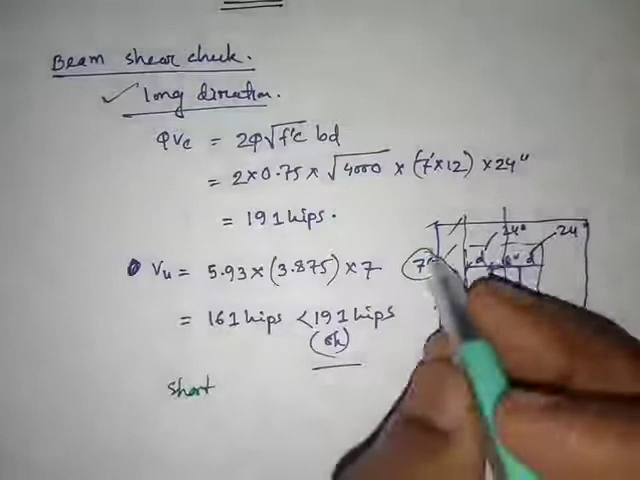 Beam shear check.
✓ long direction.
φVc = 2φ√f'c bd
= 2×0.75×√4000 × (7'×12) ×24"
= 191 kips.
Vu = 5.93×(3.875)×7
= 161 kips <191 kips
(ok)
short
24" 24"
7'
d d